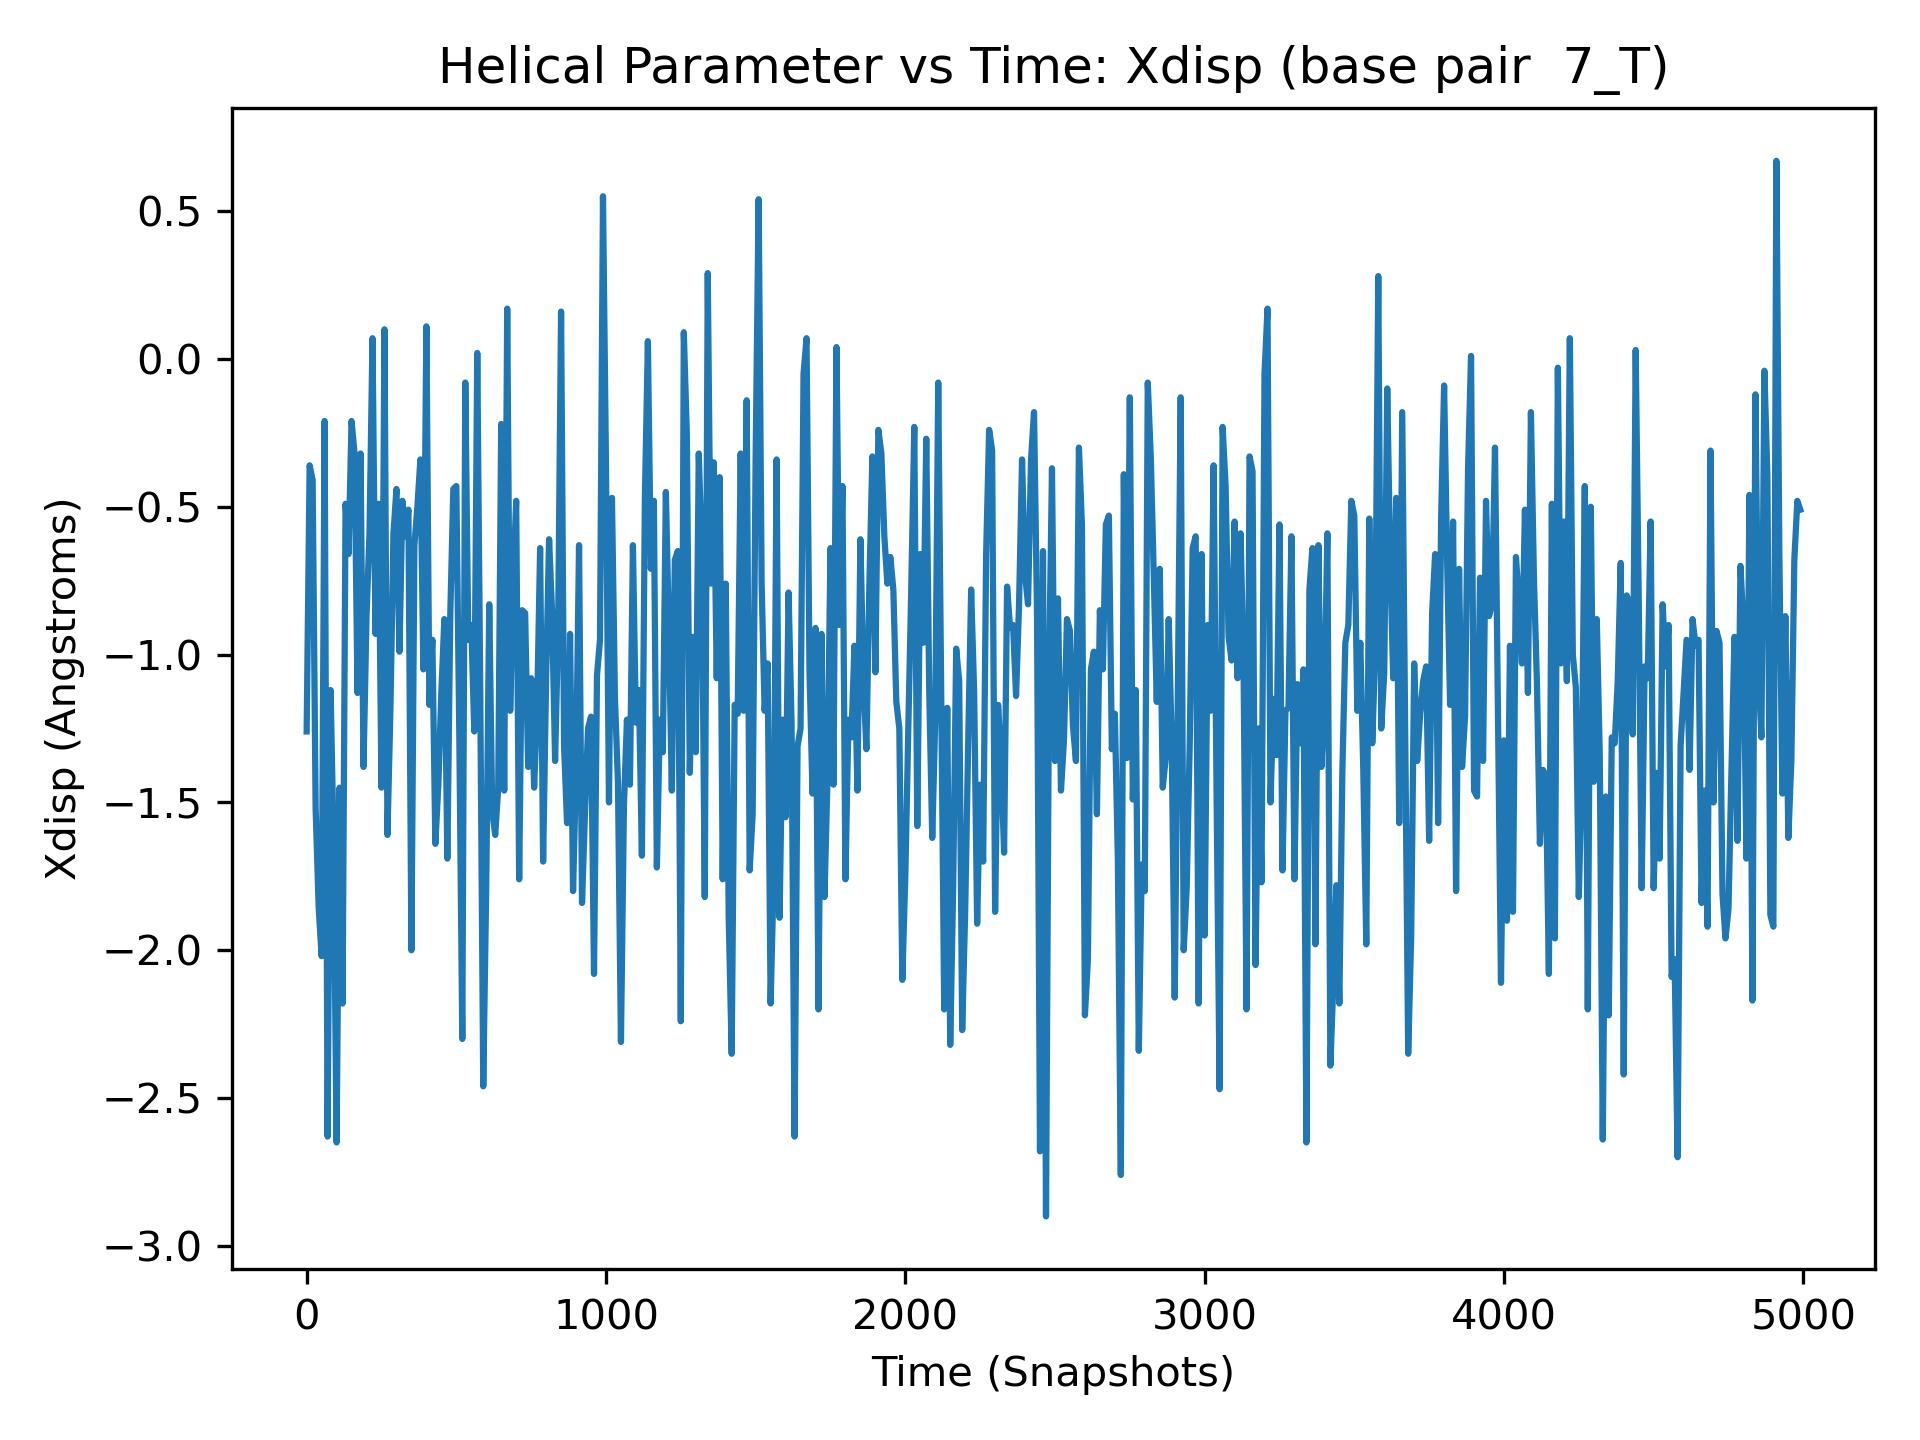 Helical Parameter vs Time: Xdisp (base pair  7_T)
Xdisp (Angstroms)
0.5
0.0
−0.5
−1.0
−1.5
−2.0
−2.5
−3.0
0 1000 2000 3000 4000 5000
Time (Snapshots)